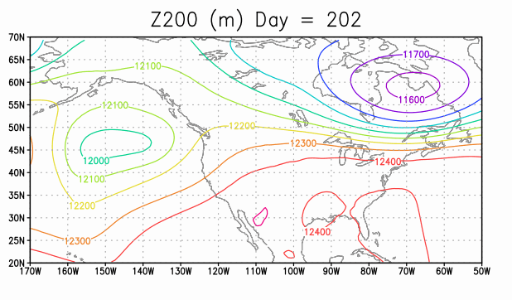 Z200 (m) Day = 202
70N
65N
60N
55N
50N
45N
40N
35N
30N
25N
20N
11700
12100
11600
12100
12200
12300
12000
12400
12100
12200
12400
12300
170W 160W 150W 140W 130W 120W 110W 100W 90W 80W 70W 60W 50W